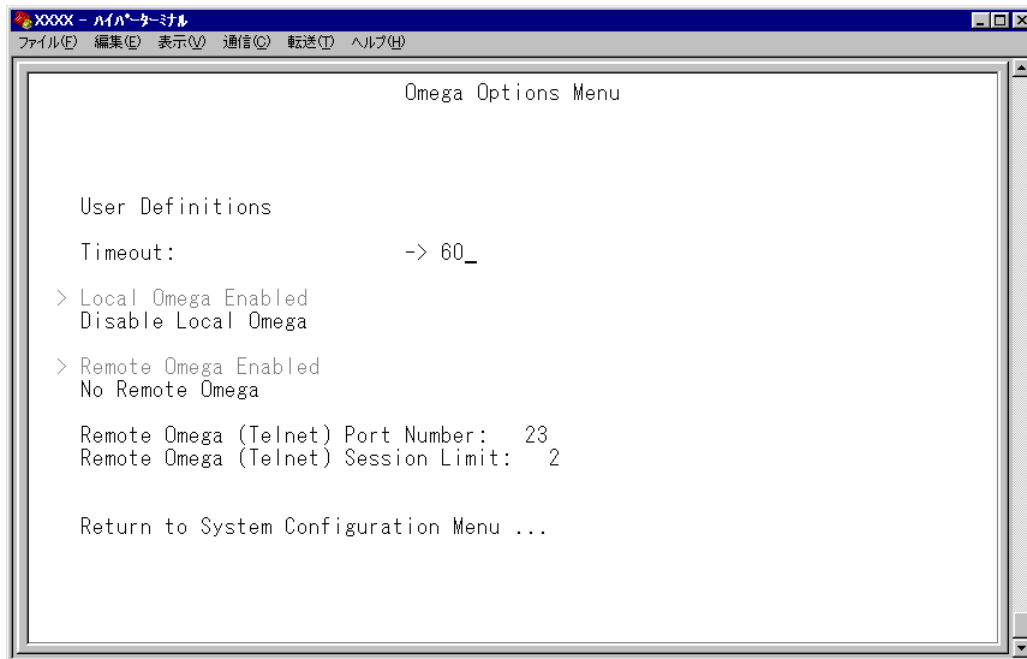 XXXX - ﾊｲﾊﾟｰﾀｰﾐﾅﾙ
ファイル(F) 編集(E) 表示(V) 通信(C) 転送(T) ヘルプ(H)
Omega Options Menu
User Definitions
Timeout: -> 60_
> Local Omega Enabled
Disable Local Omega
> Remote Omega Enabled
No Remote Omega
Remote Omega (Telnet) Port Number: 23
Remote Omega (Telnet) Session Limit: 2
Return to System Configuration Menu ...